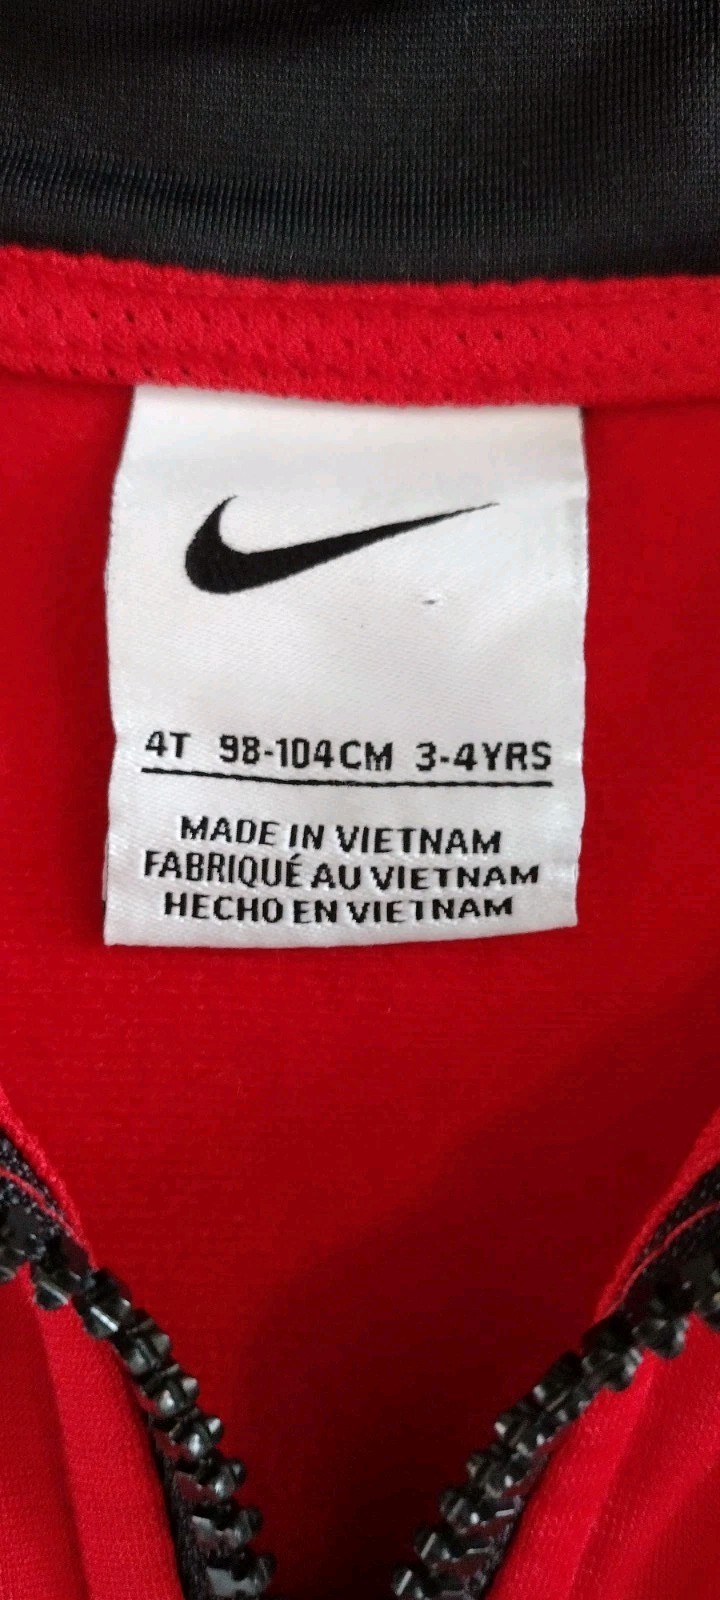 4T 98-104CM 3-4YRS
MADE IN VIETNAM
FABRIQUÉ AU VIETNAM
HECHO EN VIETNAM